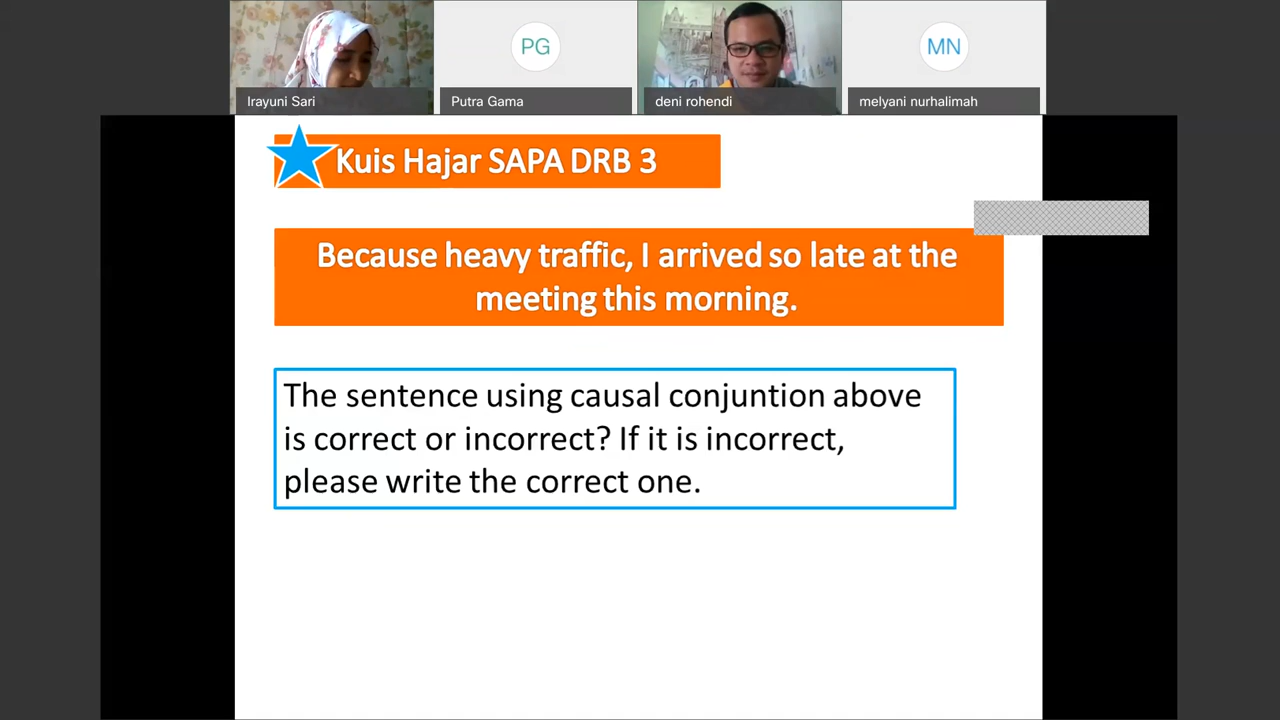 PG
MN
Irayuni Sari
Putra Gama
deni rohendi
melyani nurhalimah
Kuis Hajar SAPA DRB 3
Because heavy traffic, I arrived so late at the
meeting this morning.
The sentence using causal conjuntion above
is correct or incorrect? If it is incorrect,
please write the correct one.